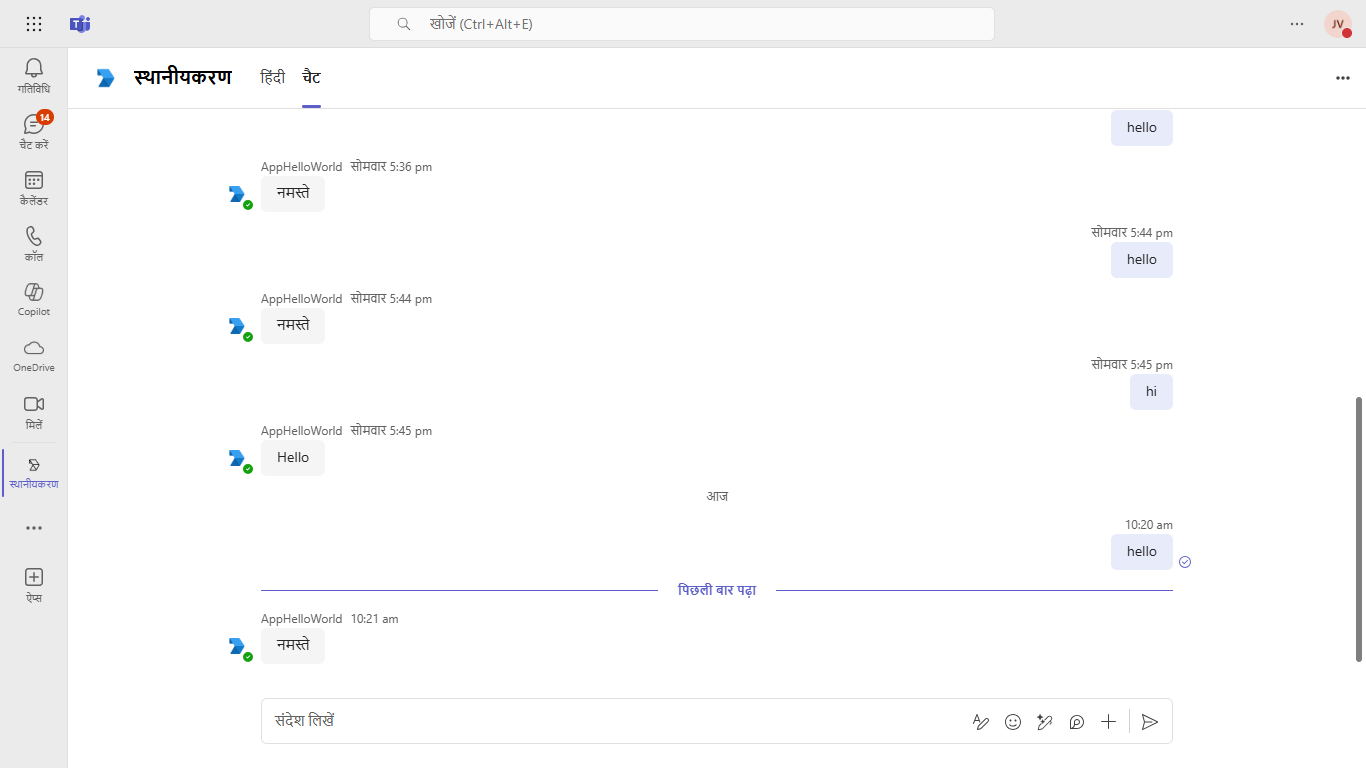 खोजें (Ctrl+Alt+E)
JV
गतिविधि
14
चैट करें
कैलेंडर
कॉल
Copilot
OneDrive
मिलें
स्थानीयकरण
ऐप्स
स्थानीयकरण हिंदी चैट
hello
AppHelloWorld सोमवार 5:36 pm
नमस्ते
सोमवार 5:44 pm
hello
AppHelloWorld सोमवार 5:44 pm
नमस्ते
सोमवार 5:45 pm
hi
AppHelloWorld सोमवार 5:45 pm
Hello
आज
10:20 am
hello
पिछली बार पढ़ा
AppHelloWorld 10:21 am
नमस्ते
संदेश लिखें